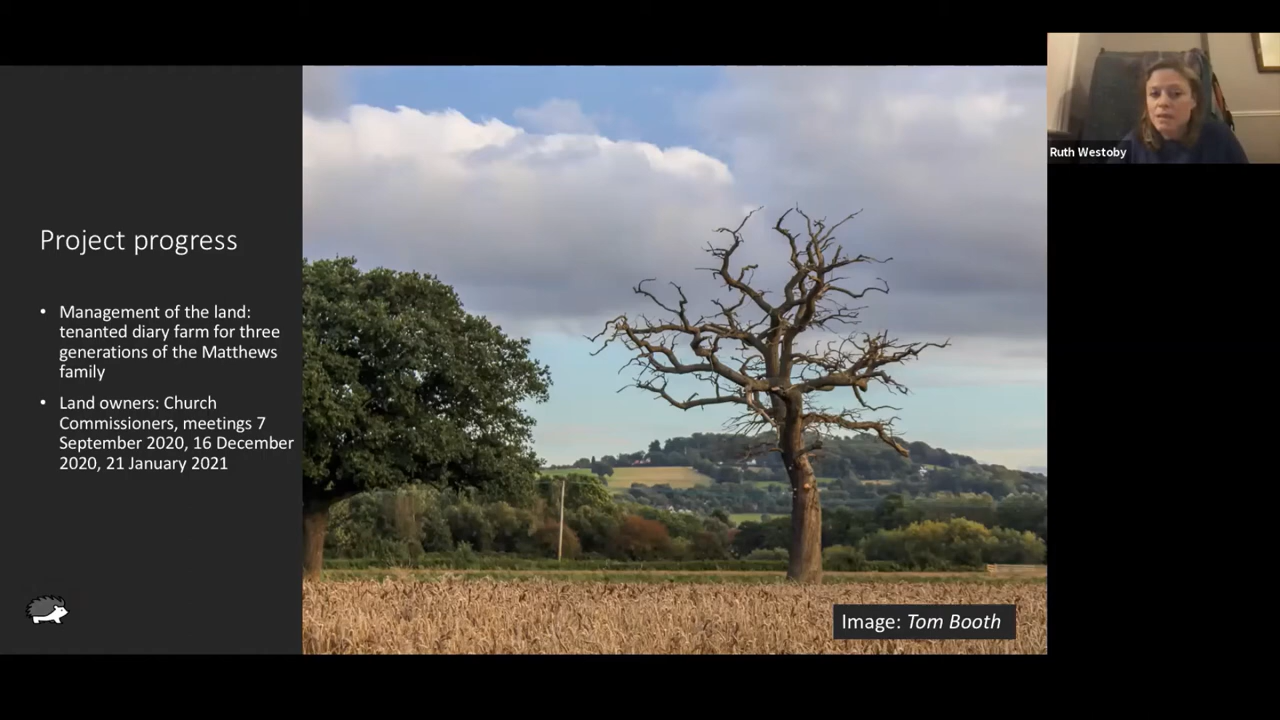 Project progress
• Management of the land:
tenanted diary farm for three
generations of the Matthews
family
• Land owners: Church
Commissioners, meetings 7
September 2020, 16 December
2020, 21 January 2021
Image: Tom Booth
Ruth Westoby